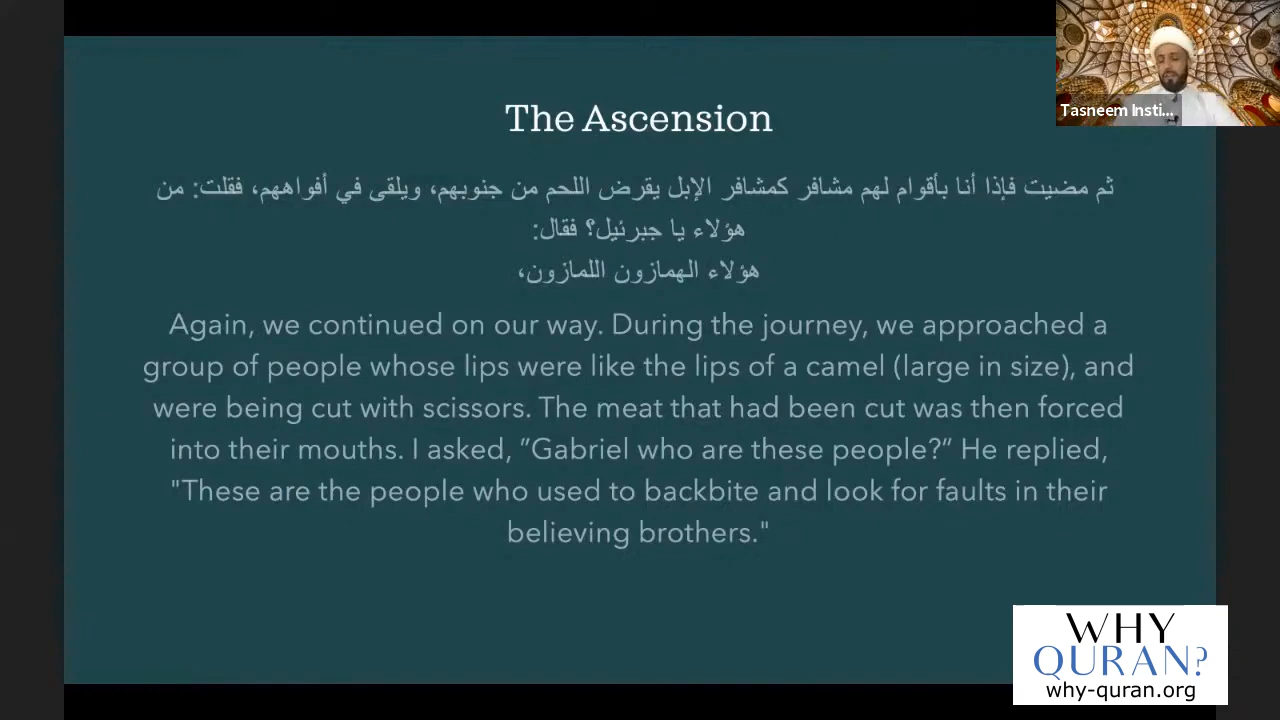 Tasneem Insti...
The Ascension
ثم مضيت فإذا أنا بأقوام لهم مشافر كمشافر الإبل يقرض اللحم من جنوبهم، ويلقى في أفواههم، فقلت: من
هؤلاء يا جبرئيل؟ فقال:
هؤلاء الهمازون اللمازون،
Again, we continued on our way. During the journey, we approached a
group of people whose lips were like the lips of a camel (large in size), and
were being cut with scissors. The meat that had been cut was then forced
into their mouths. I asked, ”Gabriel who are these people?” He replied,
"These are the people who used to backbite and look for faults in their
believing brothers."
WHY
QURAN?
why-quran.org